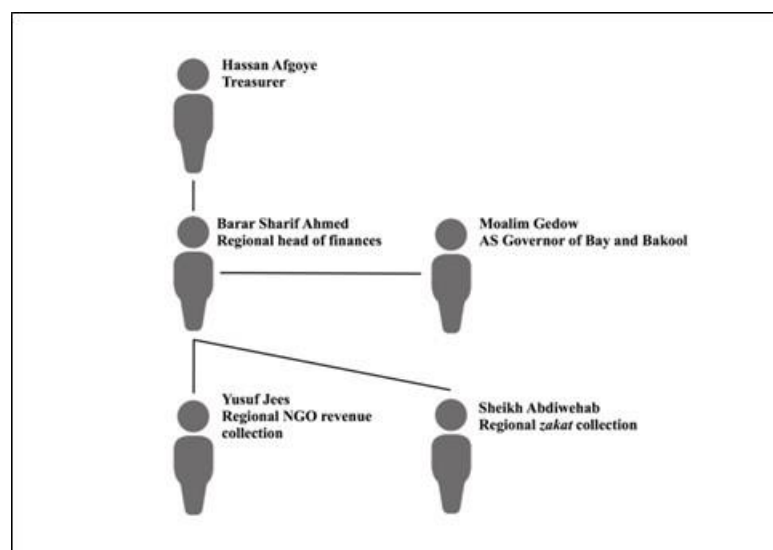 Hassan Afgoye
Treasurer
Barar Sharif Ahmed
Regional head of finances
Moalim Gedow
AS Governor of Bay and Bakool
Yusuf Jees
Regional NGO revenue
collection
Sheikh Abdiwehab
Regional zakat collection